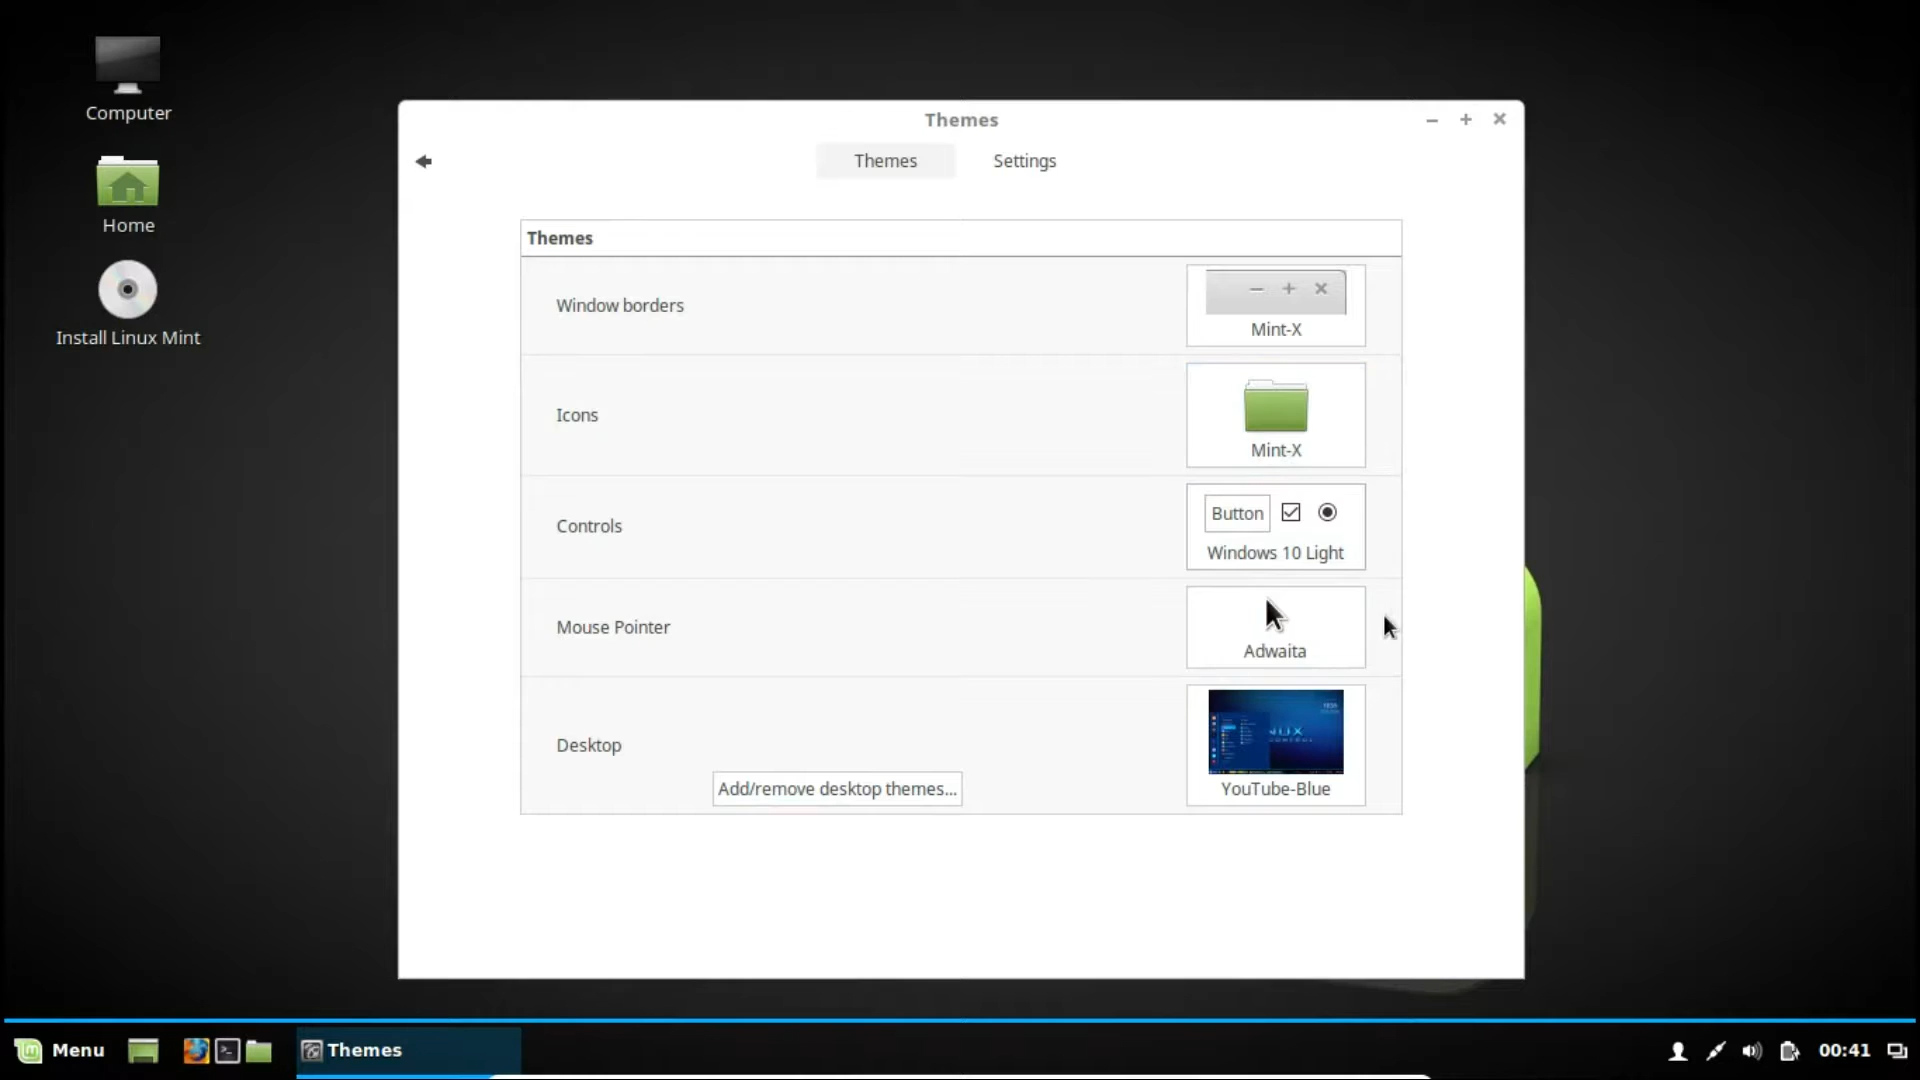 Computer
Home
Install Linux Mint
Themes
Themes Settings
Themes
Window borders
Mint-X
Icons
Mint-X
Controls
Button
Windows 10 Light
Mouse Pointer
Adwaita
Desktop
Add/remove desktop themes...
YouTube-Blue
Menu
Themes
00:41